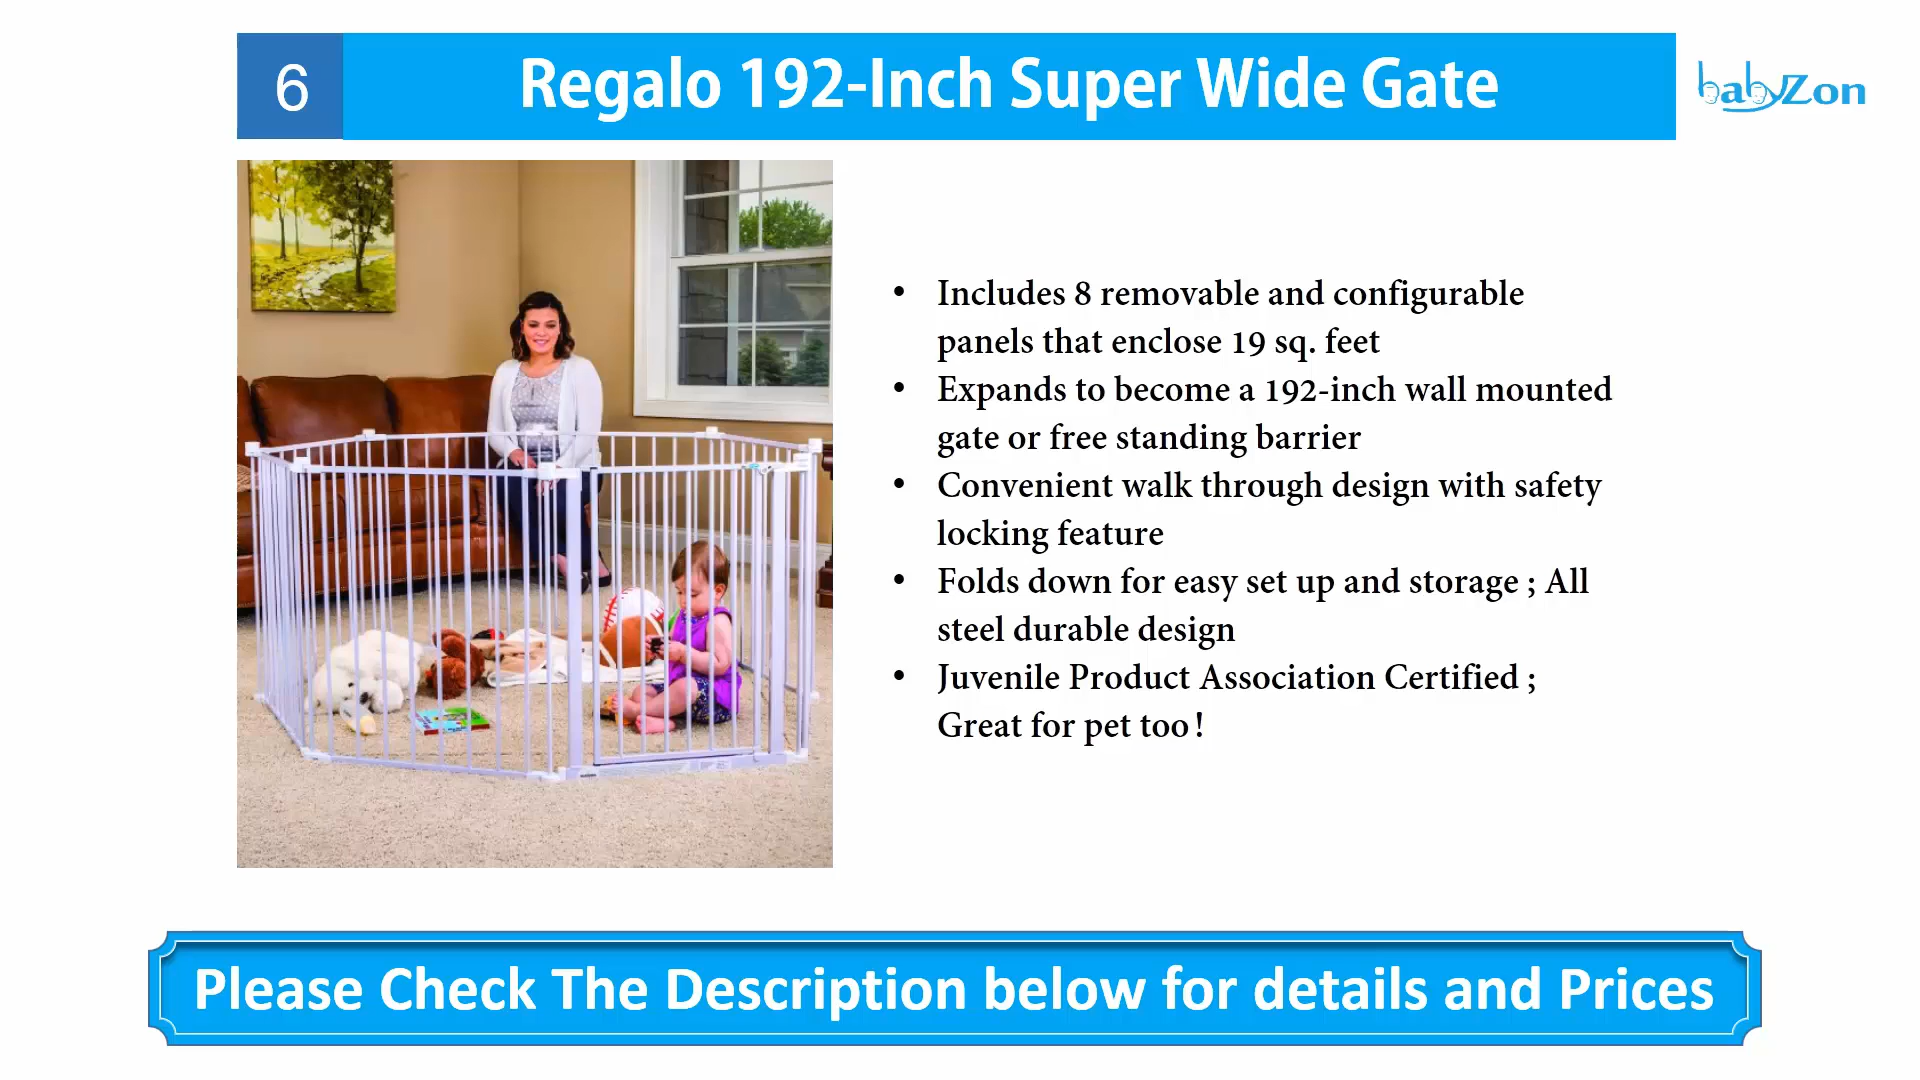 6
Regalo 192-Inch Super Wide Gate
babyZon
• Includes 8 removable and configurable
panels that enclose 19 sq. feet
• Expands to become a 192-inch wall mounted
gate or free standing barrier
• Convenient walk through design with safety
locking feature
• Folds down for easy set up and storage ; All
steel durable design
• Juvenile Product Association Certified ;
Great for pet too !
Please Check The Description below for details and Prices